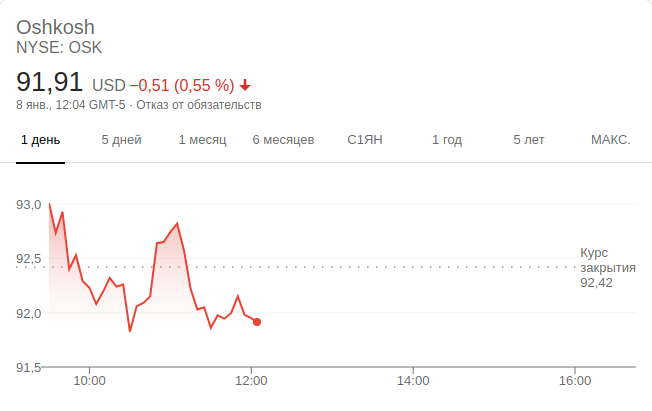 Oshkosh
NYSE: OSK
91,91 USD −0,51 (0,55 %)
8 янв., 12:04 GMT-5 · Отказ от обязательств
1 день 5 дней 1 месяц 6 месяцев С1ЯН 1 год 5 лет МАКС.
93,0
92,5
92,0
91,5
Курс
закрытия
92,42
10:00 12:00 14:00 16:00